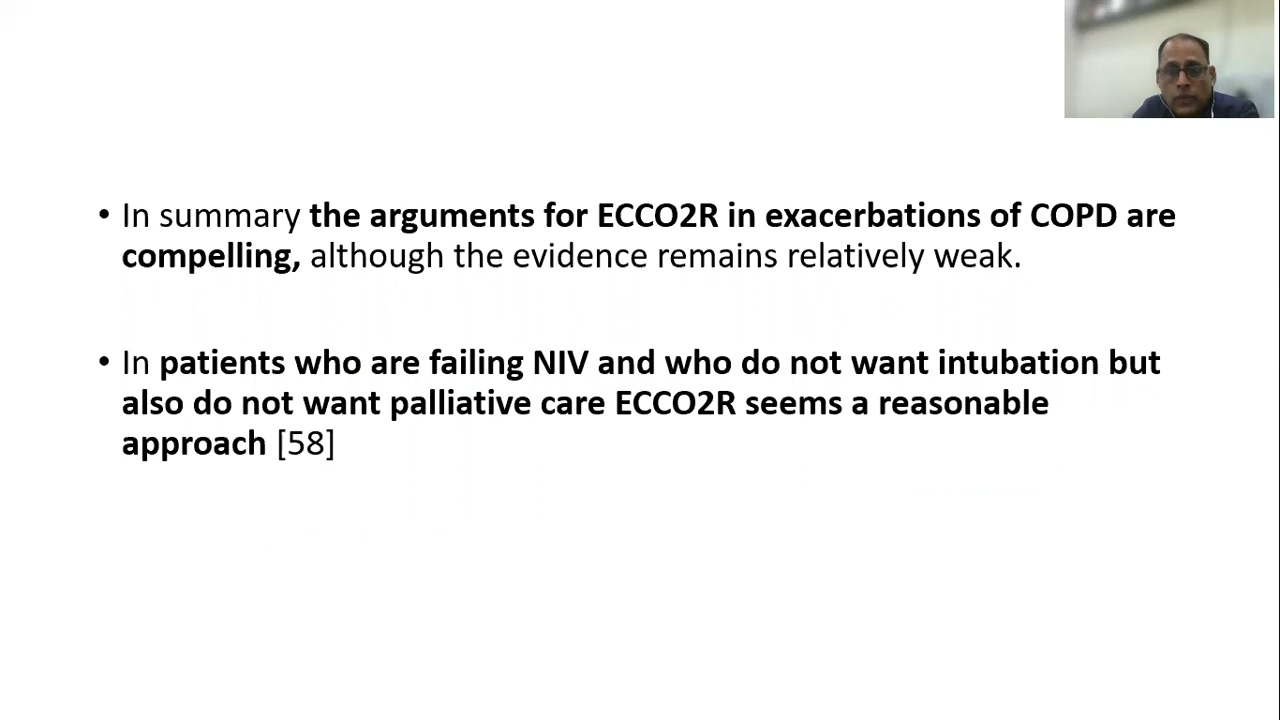 • In summary the arguments for ECCO2R in exacerbations of COPD are
compelling, although the evidence remains relatively weak.
• In patients who are failing NIV and who do not want intubation but
also do not want palliative care ECCO2R seems a reasonable
approach [58]